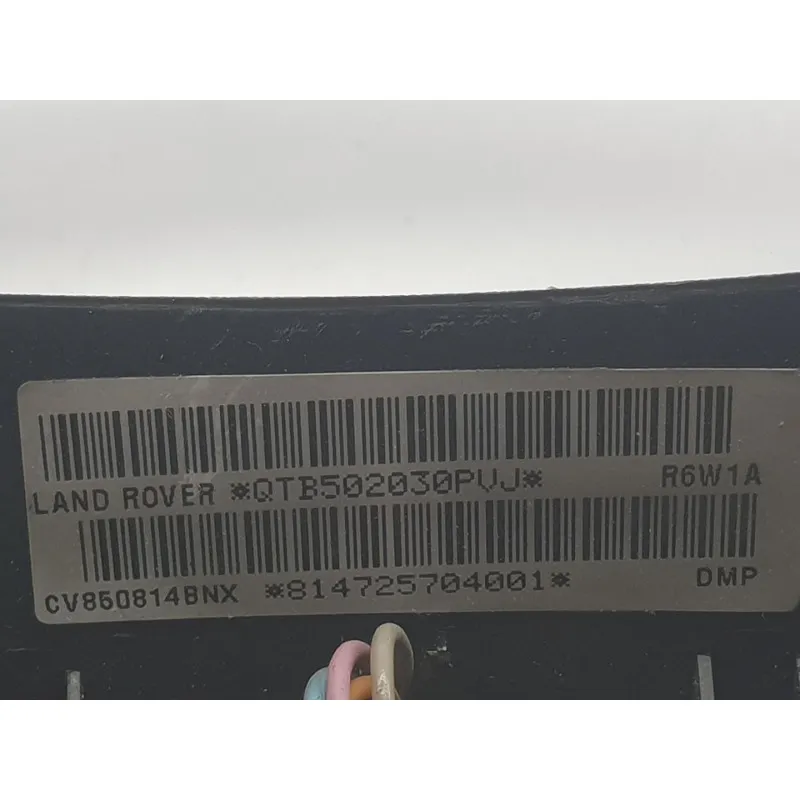 LAND ROVER *QTB502030PVJ* R6W1A
CV850814BNX *814725704001* DMP